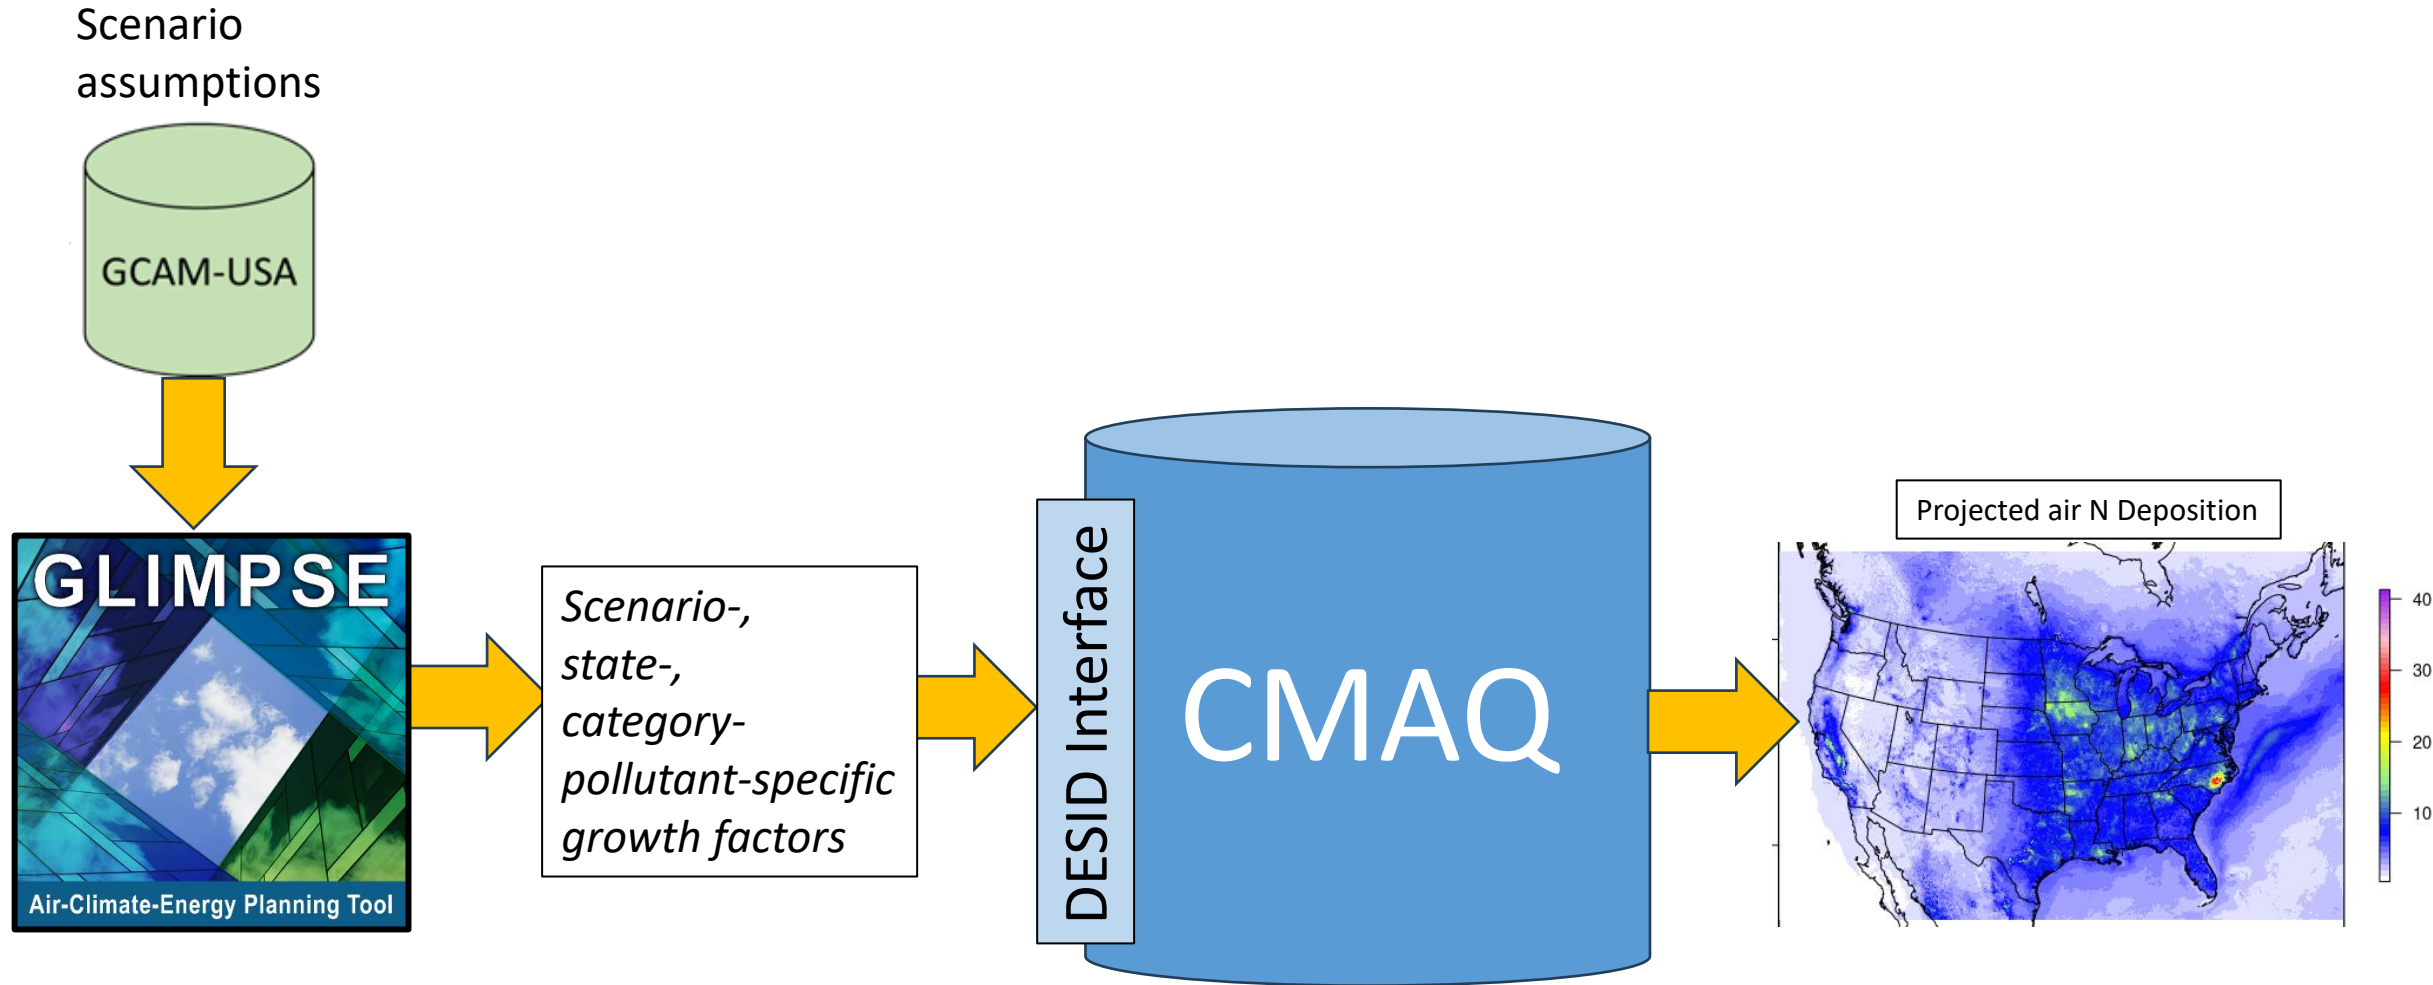 Scenario
assumptions
GCAM-USA
GLIMPSE
Air-Climate-Energy Planning Tool
Scenario-,
state-,
category-
pollutant-specific
growth factors
DESID Interface
CMAQ
Projected air N Deposition
40
30
20
10